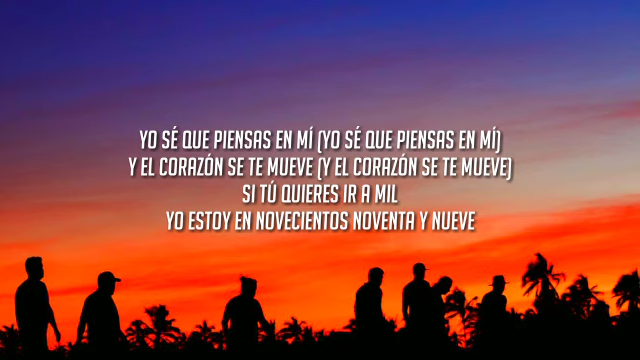 YO SÉ QUE PIENSAS EN MÍ (YO SÉ QUE PIENSAS EN MÍ)
Y EL CORAZÓN SE TE MUEVE (Y EL CORAZÓN SE TE MUEVE)
SI TÚ QUIERES IR A MIL
YO ESTOY EN NOVECIENTOS NOVENTA Y NUEVE